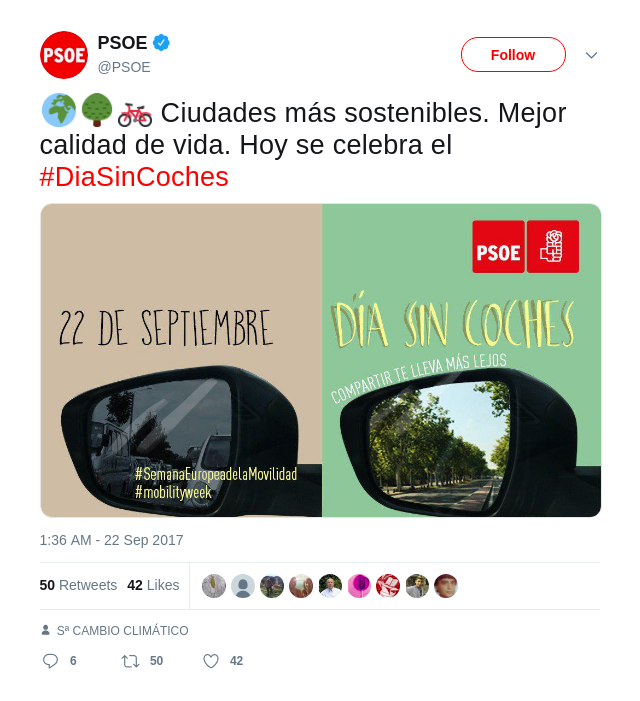 PSOE
PSOE
@PSOE
Follow
Ciudades más sostenibles. Mejor
calidad de vida. Hoy se celebra el
#DiaSinCoches
PSOE
22 DE SEPTIEMBRE
DÍA SIN COCHES
COMPARTIR TE LLEVA MÁS LEJOS
#SemanaEuropeadelaMovilidad
#mobilityweek
1:36 AM - 22 Sep 2017
50 Retweets 42 Likes
Sª CAMBIO CLIMÁTICO
6 50 42